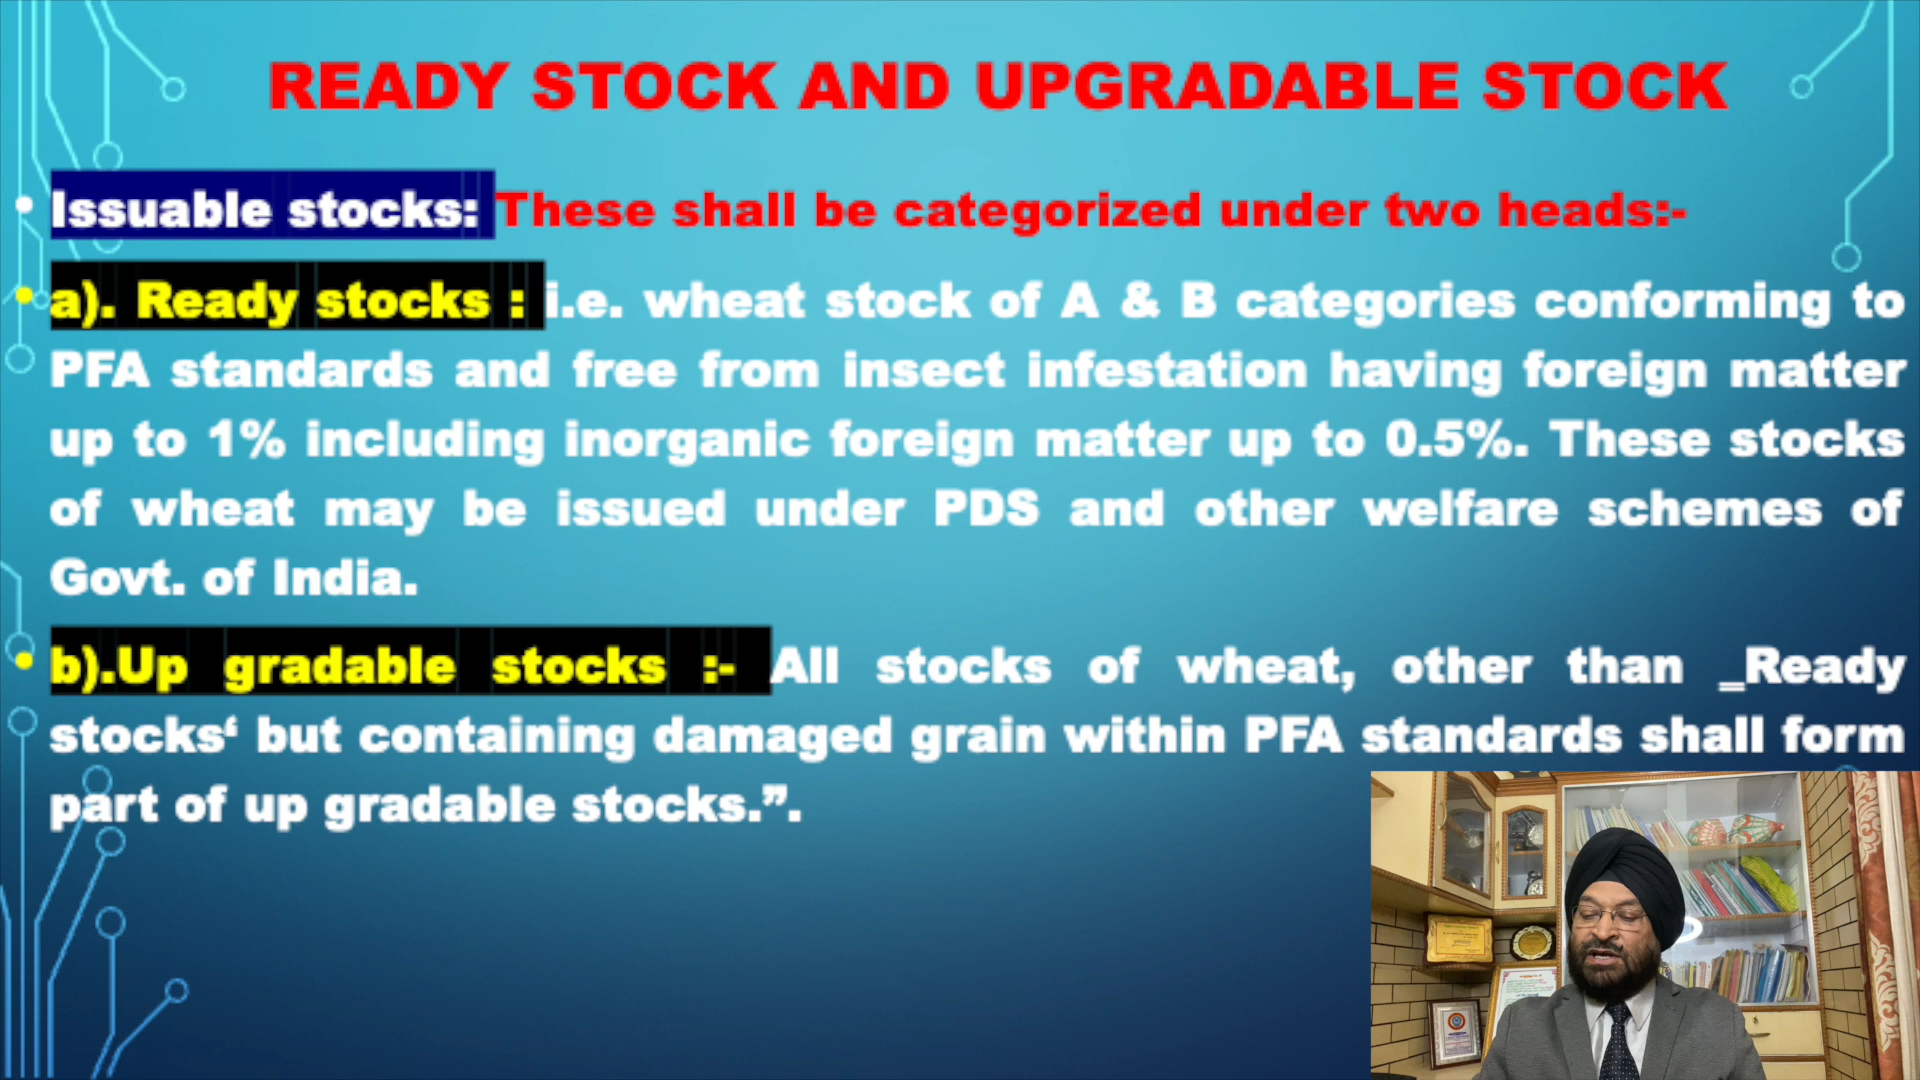 READY STOCK AND UPGRADABLE STOCK
• Issuable stocks: These shall be categorized under two heads:-
• a). Ready stocks : i.e. wheat stock of A & B categories conforming to
PFA standards and free from insect infestation having foreign matter
up to 1% including inorganic foreign matter up to 0.5%. These stocks
of wheat may be issued under PDS and other welfare schemes of
Govt. of India.
• b).Up gradable stocks :- All stocks of wheat, other than _Ready
stocks‘ but containing damaged grain within PFA standards shall form
part of up gradable stocks.”.